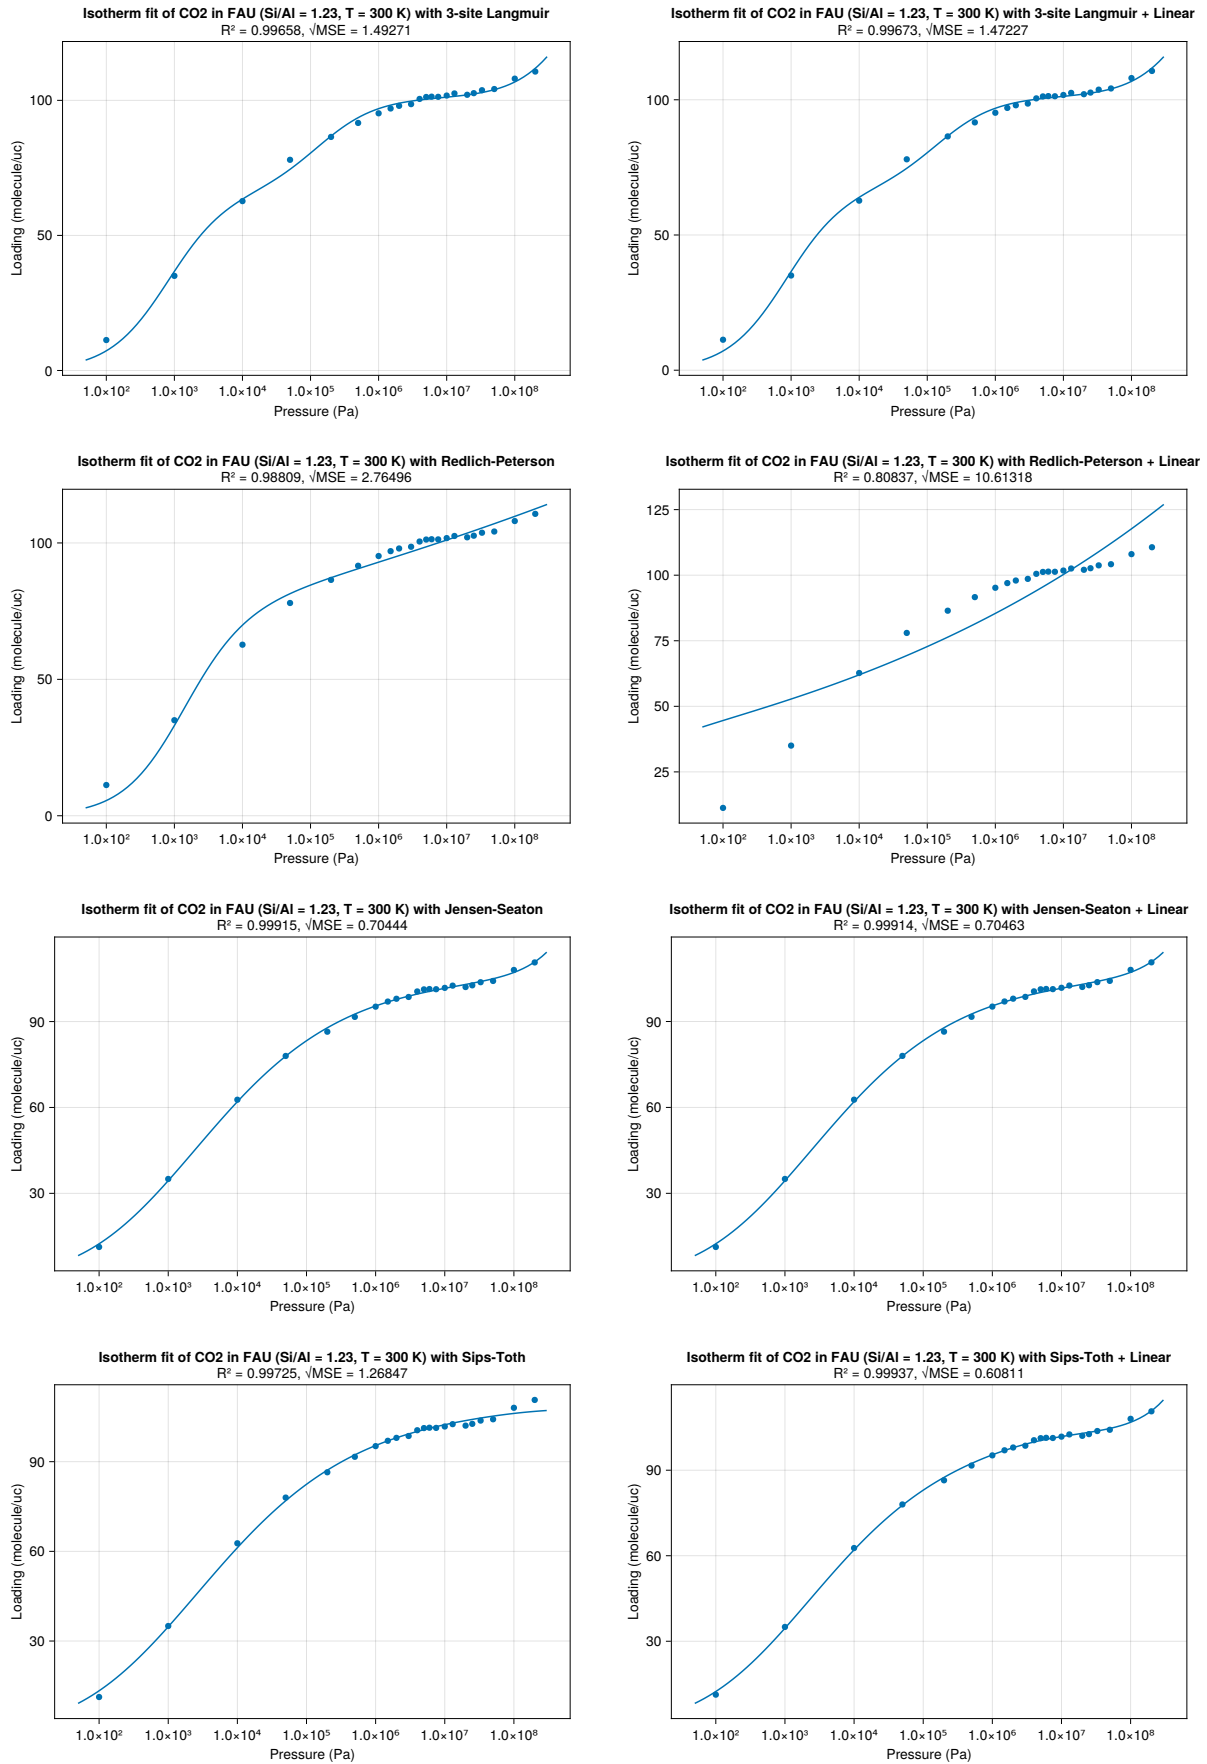 Isotherm fit of CO2 in FAU (Si/Al = 1.23, T = 300 K) with 3-site Langmuir
R² = 0.99658, √MSE = 1.49271
100
50
0
Loading (molecule/uc)
1.0×10² 1.0×10³ 1.0×10⁴ 1.0×10⁵ 1.0×10⁶ 1.0×10⁷ 1.0×10⁸
Pressure (Pa)
Isotherm fit of CO2 in FAU (Si/Al = 1.23, T = 300 K) with 3-site Langmuir + Linear
R² = 0.99673, √MSE = 1.47227
100
50
0
Loading (molecule/uc)
1.0×10² 1.0×10³ 1.0×10⁴ 1.0×10⁵ 1.0×10⁶ 1.0×10⁷ 1.0×10⁸
Pressure (Pa)
Isotherm fit of CO2 in FAU (Si/Al = 1.23, T = 300 K) with Redlich-Peterson
R² = 0.98809, √MSE = 2.76496
100
50
0
Loading (molecule/uc)
1.0×10² 1.0×10³ 1.0×10⁴ 1.0×10⁵ 1.0×10⁶ 1.0×10⁷ 1.0×10⁸
Pressure (Pa)
Isotherm fit of CO2 in FAU (Si/Al = 1.23, T = 300 K) with Redlich-Peterson + Linear
R² = 0.80837, √MSE = 10.61318
125
100
75
50
25
Loading (molecule/uc)
1.0×10² 1.0×10³ 1.0×10⁴ 1.0×10⁵ 1.0×10⁶ 1.0×10⁷ 1.0×10⁸
Pressure (Pa)
Isotherm fit of CO2 in FAU (Si/Al = 1.23, T = 300 K) with Jensen-Seaton
R² = 0.99915, √MSE = 0.70444
90
60
30
Loading (molecule/uc)
1.0×10² 1.0×10³ 1.0×10⁴ 1.0×10⁵ 1.0×10⁶ 1.0×10⁷ 1.0×10⁸
Pressure (Pa)
Isotherm fit of CO2 in FAU (Si/Al = 1.23, T = 300 K) with Jensen-Seaton + Linear
R² = 0.99914, √MSE = 0.70463
90
60
30
Loading (molecule/uc)
1.0×10² 1.0×10³ 1.0×10⁴ 1.0×10⁵ 1.0×10⁶ 1.0×10⁷ 1.0×10⁸
Pressure (Pa)
Isotherm fit of CO2 in FAU (Si/Al = 1.23, T = 300 K) with Sips-Toth
R² = 0.99725, √MSE = 1.26847
90
60
30
Loading (molecule/uc)
1.0×10² 1.0×10³ 1.0×10⁴ 1.0×10⁵ 1.0×10⁶ 1.0×10⁷ 1.0×10⁸
Pressure (Pa)
Isotherm fit of CO2 in FAU (Si/Al = 1.23, T = 300 K) with Sips-Toth + Linear
R² = 0.99937, √MSE = 0.60811
90
60
30
Loading (molecule/uc)
1.0×10² 1.0×10³ 1.0×10⁴ 1.0×10⁵ 1.0×10⁶ 1.0×10⁷ 1.0×10⁸
Pressure (Pa)